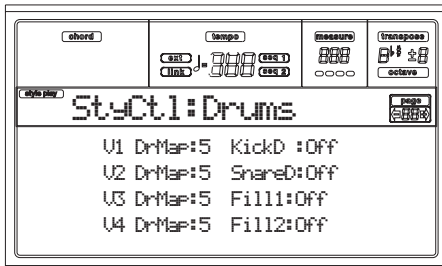 chord
tempo
measure
transpose
ext
link
seq 1
seq 2
octave
style play
StyCtl:Drums
page
V1 DrMap:5 KickD :Off
V2 DrMap:5 SnareD:Off
V3 DrMap:5 Fill1:Off
V4 DrMap:5 Fill2:Off